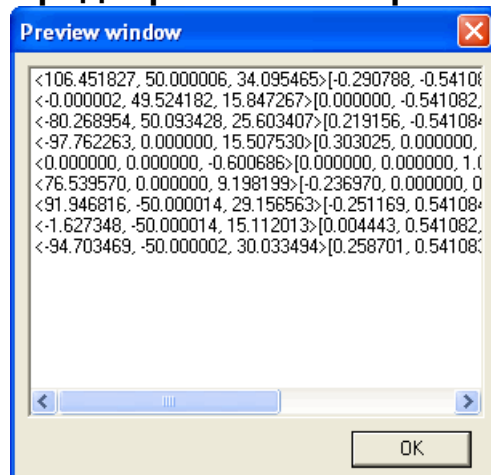 Preview window
<106.451827, 50.000006, 34.095465>[-0.290788, -0.54108
<-0.000002, 49.524182, 15.847267>[0.000000, -0.541082,
<-80.268954, 50.093428, 25.603407>[0.219156, -0.541084
<-97.762263, 0.000000, 15.507530>[0.303025, 0.000000,
<0.000000, 0.000000, -0.600686>[0.000000, 0.000000, 1.0
<76.539570, 0.000000, 9.198199>[-0.236970, 0.000000, 0
<91.946816, -50.000014, 29.156563>[-0.251169, 0.541084
<-1.627348, -50.000014, 15.112013>[0.004443, 0.541082,
<-94.703469, -50.000002, 30.033494>[0.258701, 0.541083
OK